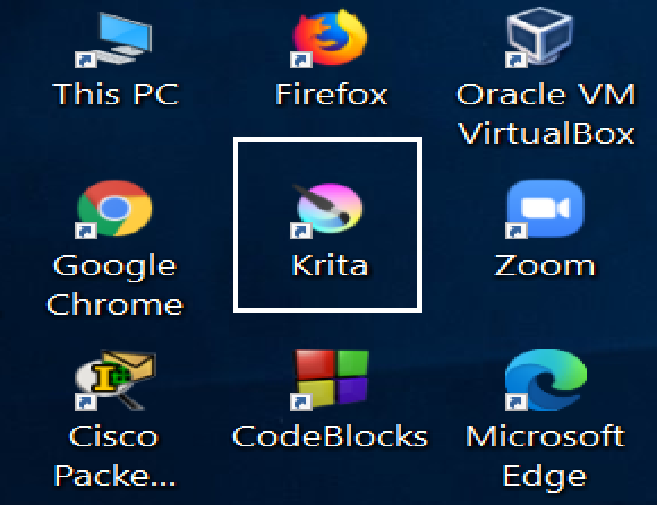 This PC
Firefox
Oracle VM
VirtualBox
Google
Chrome
Krita
Zoom
Cisco
Packe...
CodeBlocks
Microsoft
Edge